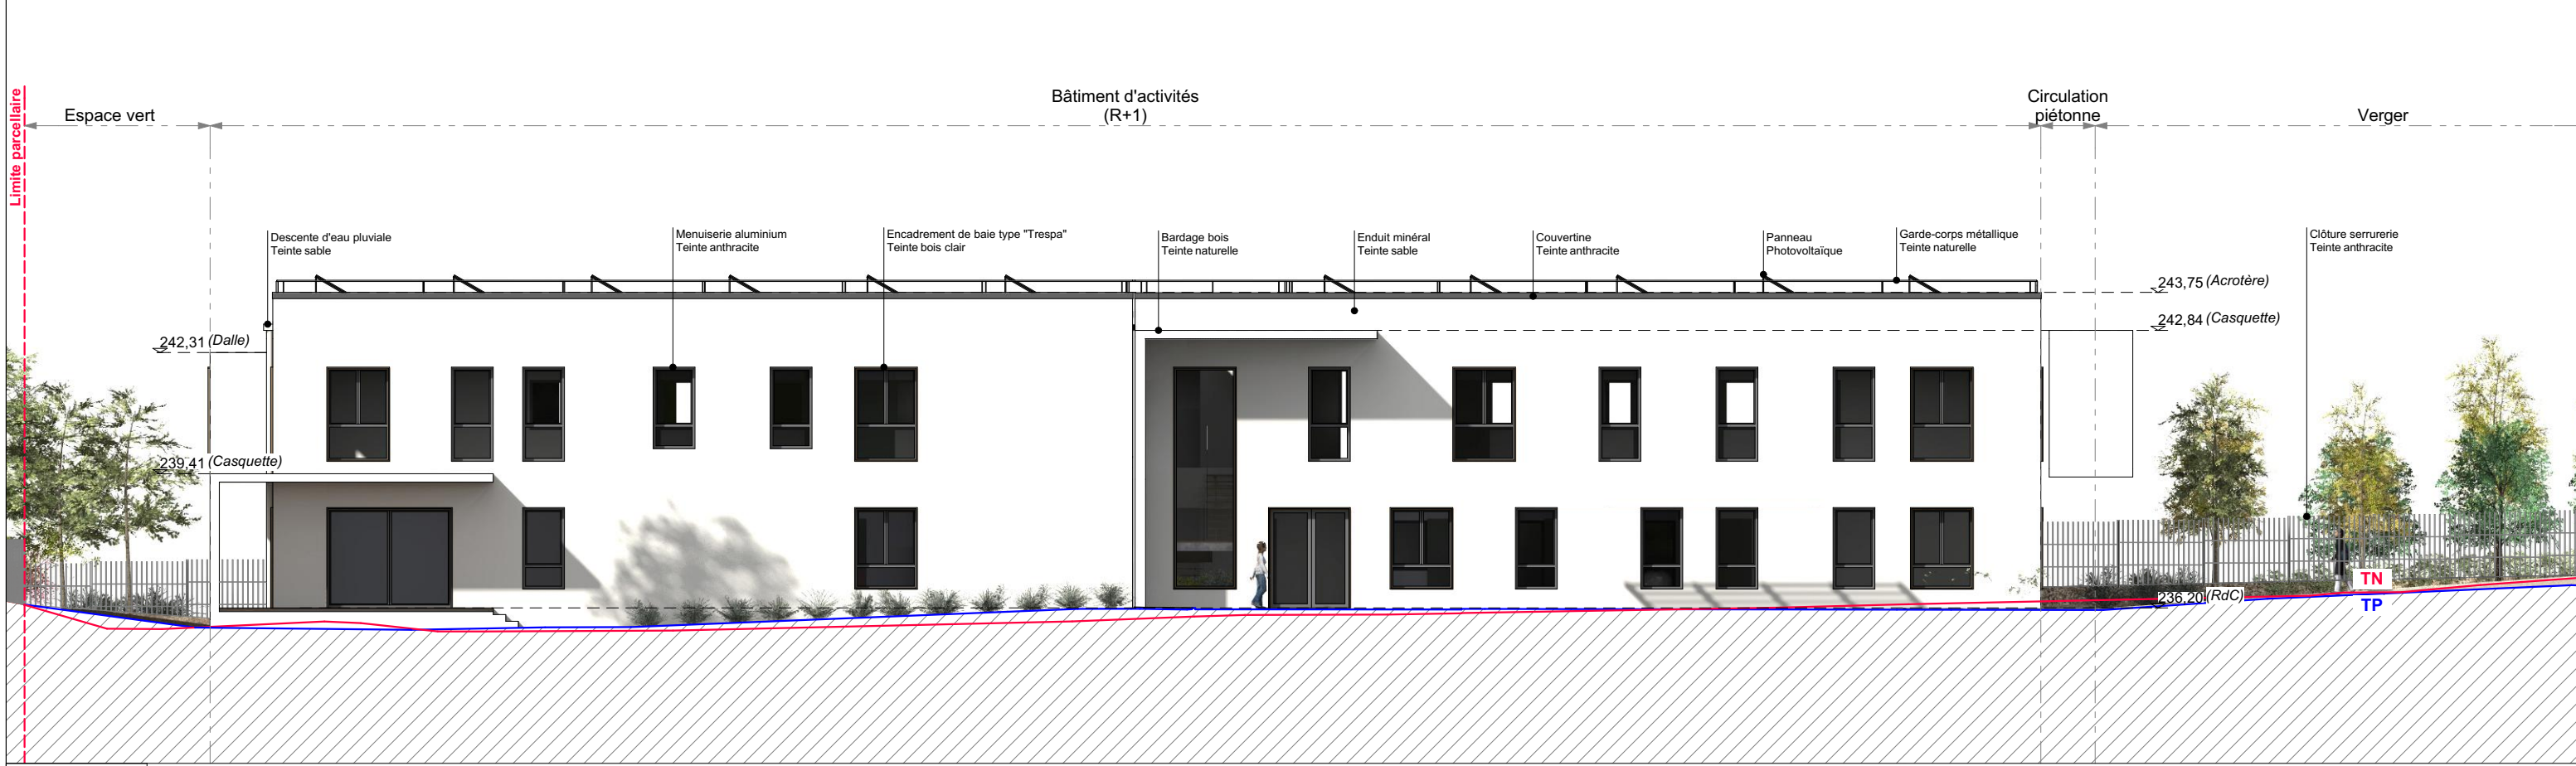 Limite parcellaire
Espace vert
Bâtiment d'activités
(R+1)
Circulation
piétonne
Verger
Descente d'eau pluviale
Teinte sable
Menuiserie aluminium
Teinte anthracite
Encadrement de baie type "Trespa"
Teinte bois clair
Bardage bois
Teinte naturelle
Enduit minéral
Teinte sable
Couvertine
Teinte anthracite
Panneau
Photovoltaïque
Garde-corps métallique
Teinte naturelle
Clôture serrurerie
Teinte anthracite
243,75 (Acrotère)
242,84 (Casquette)
242,31 (Dalle)
239,41 (Casquette)
236,20 (RdC)
TN
TP